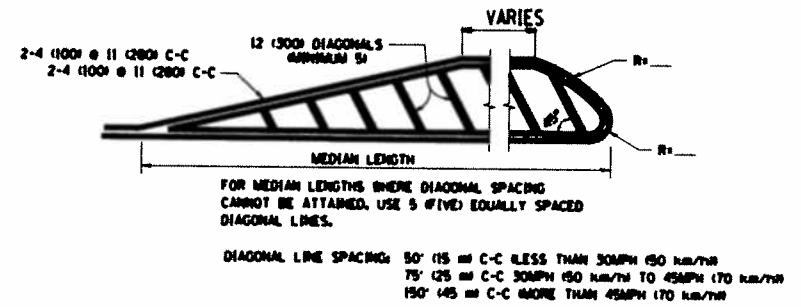 VARIES
2-4 (100) @ 11 (280) C-C
2-4 (100) @ 11 (280) C-C
12 (300) DIAGONALS
(MINIMUM 5)
R=___
45°
R=___
MEDIAN LENGTH
FOR MEDIAN LENGTHS WHERE DIAGONAL SPACING
CANNOT BE ATTAINED, USE 5 (FIVE) EQUALLY SPACED
DIAGONAL LINES.
DIAGONAL LINE SPACING: 50' (15 m) C-C (LESS THAN 30MPH (50 km/h))
75' (25 m) C-C 30MPH (50 km/h) TO 45MPH (70 km/h)
150' (45 m) C-C (MORE THAN 45MPH (70 km/h))